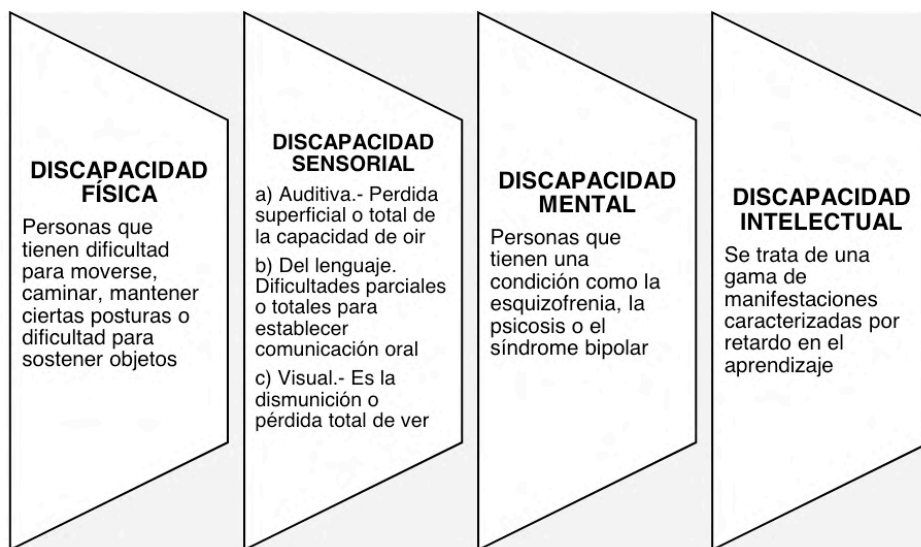 DISCAPACIDAD
FÍSICA
Personas que
tienen dificultad
para moverse,
caminar, mantener
ciertas posturas o
dificultad para
sostener objetos
DISCAPACIDAD
SENSORIAL
a) Auditiva.- Perdida
superficial o total de
la capacidad de oir
b) Del lenguaje.
Dificultades parciales
o totales para
establecer
comunicación oral
c) Visual.- Es la
dismunición o
pérdida total de ver
DISCAPACIDAD
MENTAL
Personas que
tienen una
condición como la
esquizofrenia, la
psicosis o el
síndrome bipolar
DISCAPACIDAD
INTELECTUAL
Se trata de una
gama de
manifestaciones
caracterizadas por
retardo en el
aprendizaje